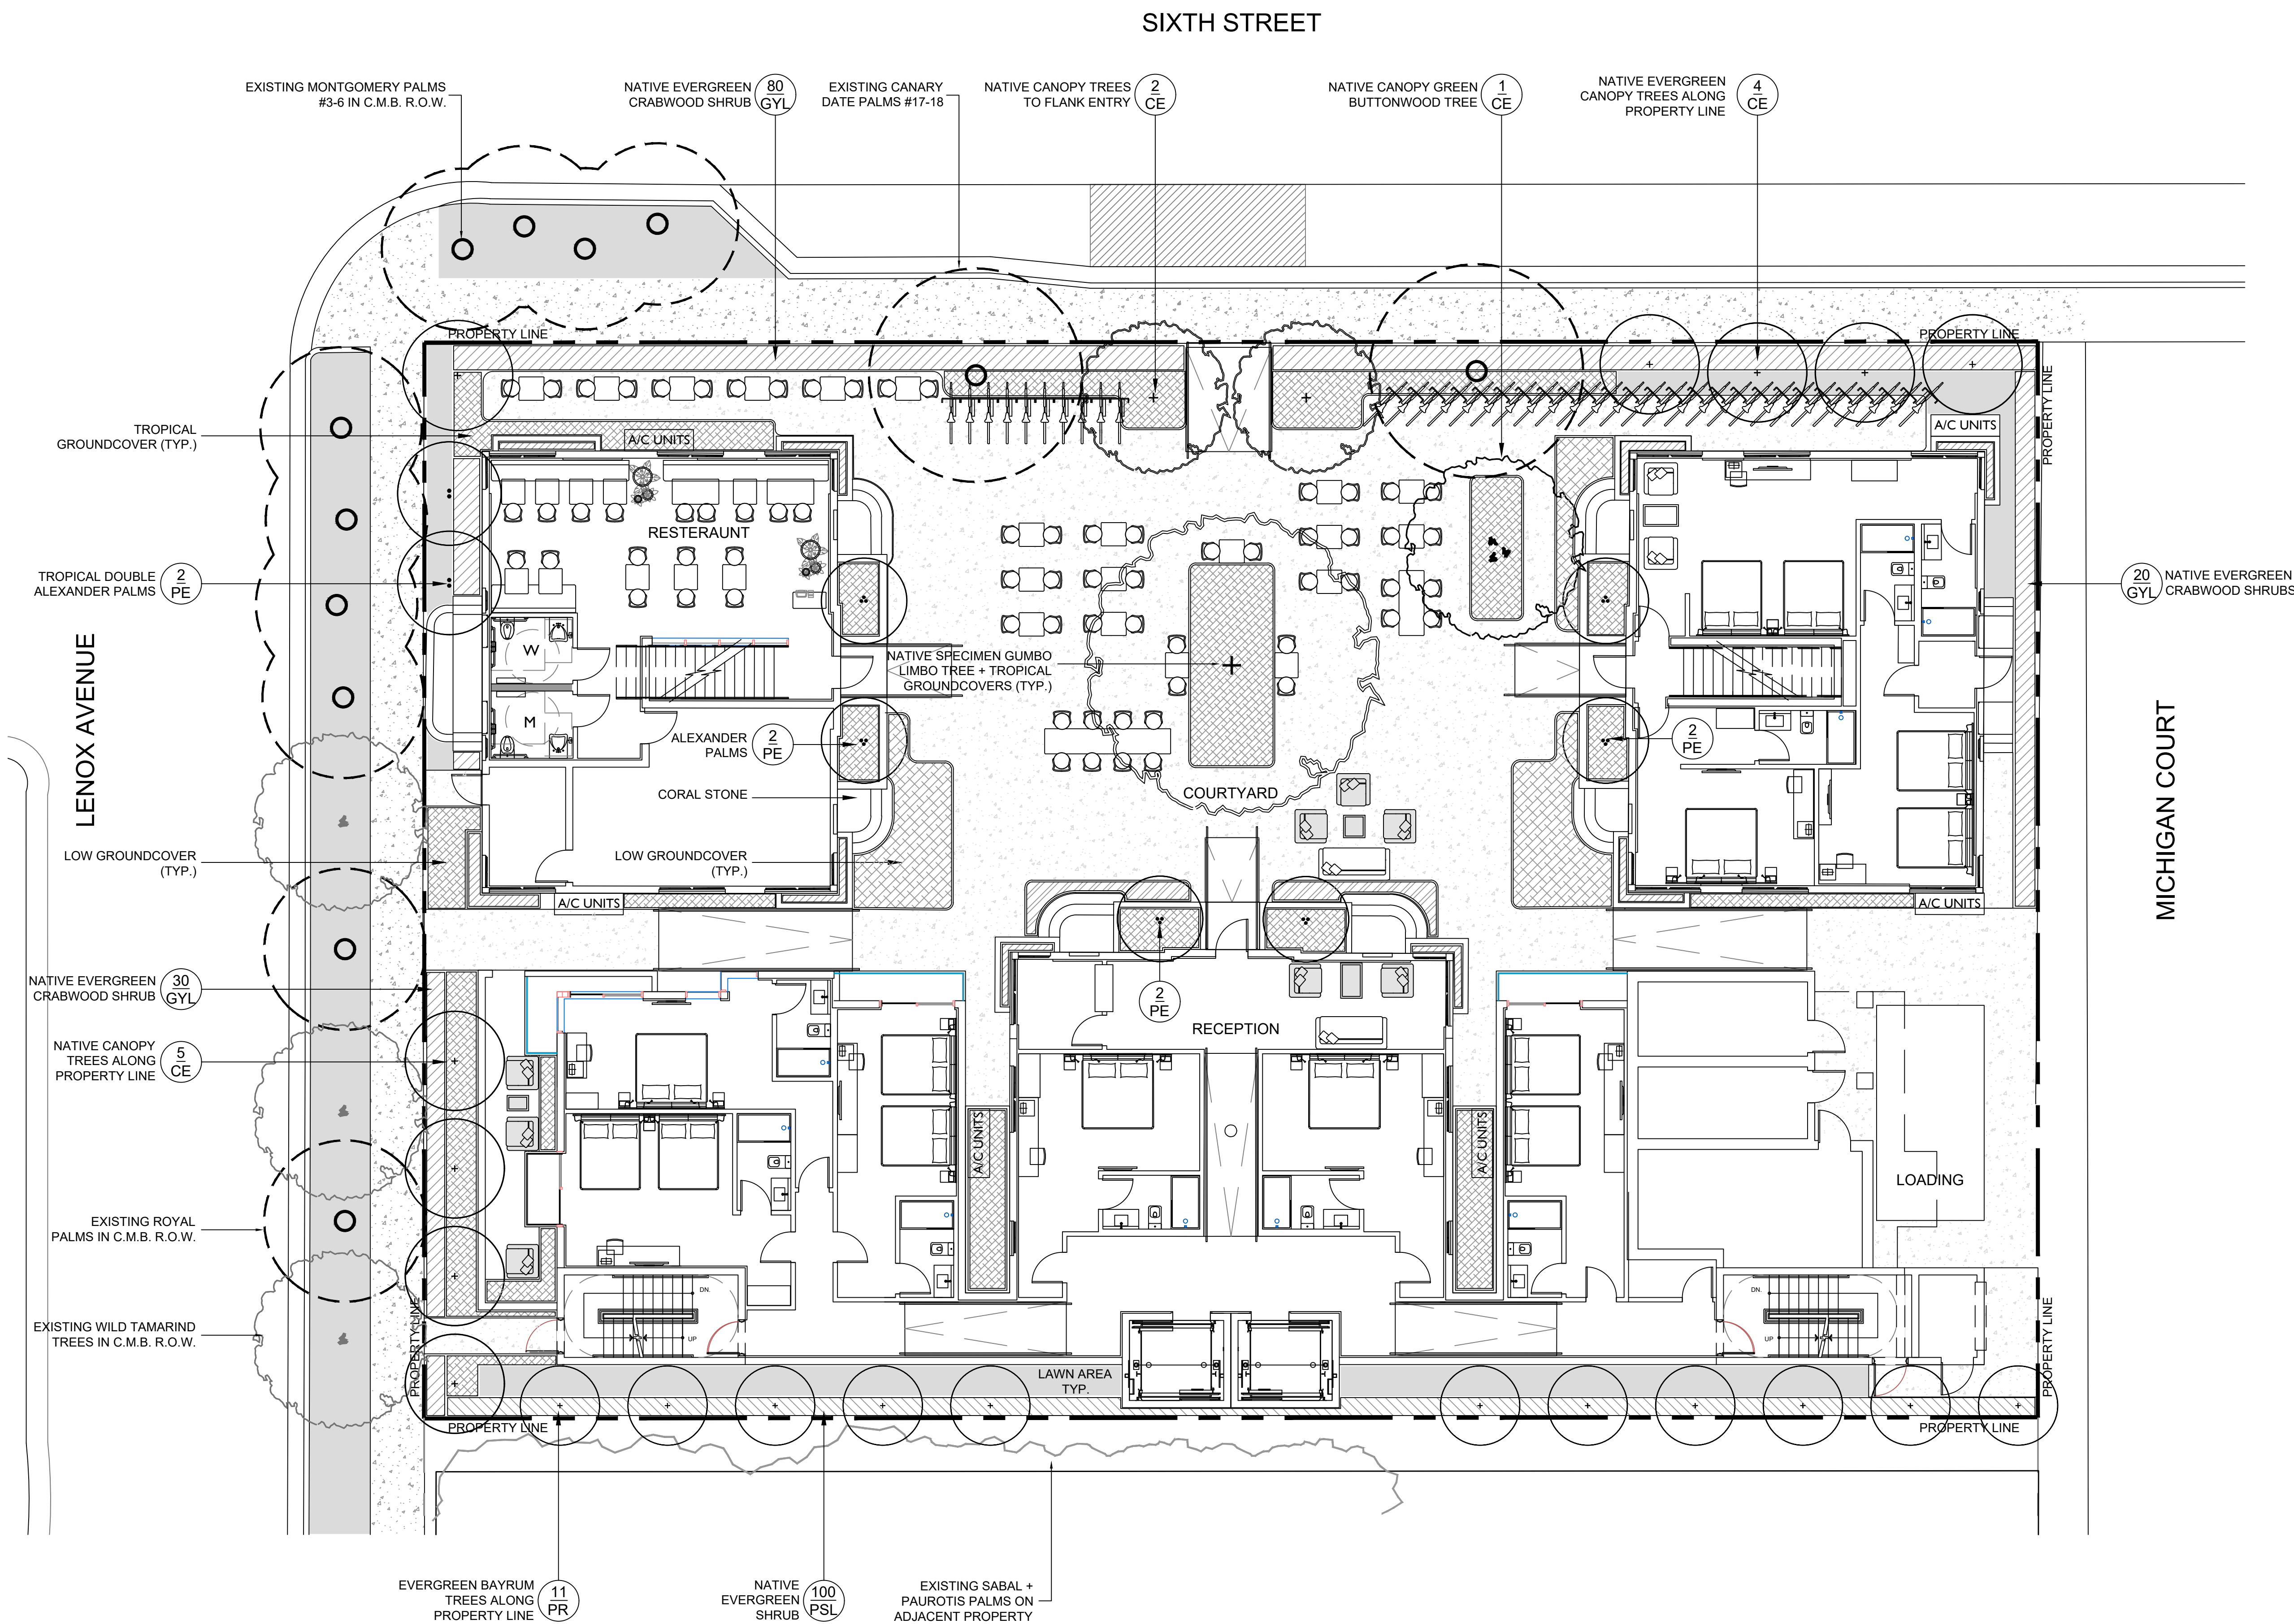 SIXTH STREET
EXISTING MONTGOMERY PALMS
#3-6 IN C.M.B. R.O.W.
NATIVE EVERGREEN
CRABWOOD SHRUB
80
GYL
EXISTING CANARY
DATE PALMS #17-18
NATIVE CANOPY TREES
TO FLANK ENTRY
2
CE
NATIVE CANOPY GREEN
BUTTONWOOD TREE
1
CE
NATIVE EVERGREEN
CANOPY TREES ALONG
PROPERTY LINE
4
CE
PROPERTY LINE
PROPERTY LINE
PROPERTY LINE
TROPICAL
GROUNDCOVER (TYP.)
A/C UNITS
A/C UNITS
RESTERAUNT
TROPICAL DOUBLE
ALEXANDER PALMS
2
PE
20
GYL
NATIVE EVERGREEN
CRABWOOD SHRUBS
W
M
NATIVE SPECIMEN GUMBO
LIMBO TREE + TROPICAL
GROUNDCOVERS (TYP.)
LENOX AVENUE
MICHIGAN COURT
ALEXANDER
PALMS
2
PE
2
PE
CORAL STONE
COURTYARD
LOW GROUNDCOVER
(TYP.)
LOW GROUNDCOVER
(TYP.)
A/C UNITS
A/C UNITS
NATIVE EVERGREEN
CRABWOOD SHRUB
30
GYL
2
PE
RECEPTION
NATIVE CANOPY
TREES ALONG
PROPERTY LINE
5
CE
A/C UNITS
A/C UNITS
LOADING
EXISTING ROYAL
PALMS IN C.M.B. R.O.W.
DN.
UP
DN.
UP
EXISTING WILD TAMARIND
TREES IN C.M.B. R.O.W.
PROPERTY LINE
PROPERTY LINE
LAWN AREA
TYP.
PROPERTY LINE
PROPERTY LINE
EVERGREEN BAYRUM
TREES ALONG
PROPERTY LINE
11
PR
NATIVE
EVERGREEN
SHRUB
100
PSL
EXISTING SABAL +
PAUROTIS PALMS ON
ADJACENT PROPERTY